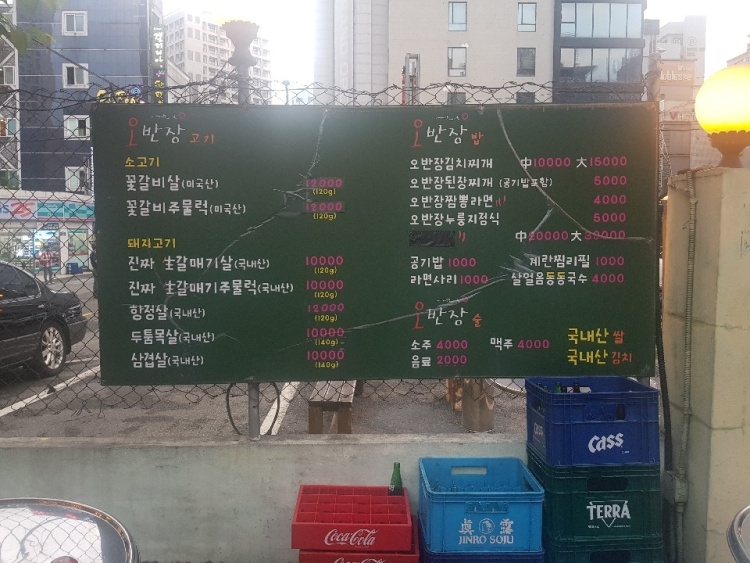 오반장 고기
소고기
꽃갈비살(미국산) 12000 (120g)
꽃갈비주물럭(미국산) 12000 (120g)
돼지고기
진짜 生갈매기살(국내산) 10000 (120g)
진짜 生갈매기주물럭(국내산) 10000 (120g)
항정살(국내산) 12000 (120g)
두툼목살(국내산) 10000 (140g)
삼겹살(국내산) 10000 (140g)
오반장 밥
오반장김치찌개 中10000 大15000
오반장된장찌개 (공기밥포함) 5000
오반장짬뽕라면 4000
오반장누룽지정식 5000
中20000 大30000
공기밥 1000 계란찜리필 1000
라면사리 1000 살얼음동동국수 4000
오반장 술
소주 4000 맥주 4000
음료 2000
국내산 쌀
국내산 김치
Cass
TERRA
眞露
JINRO SOJU
Coca-Cola
Coca-Cola